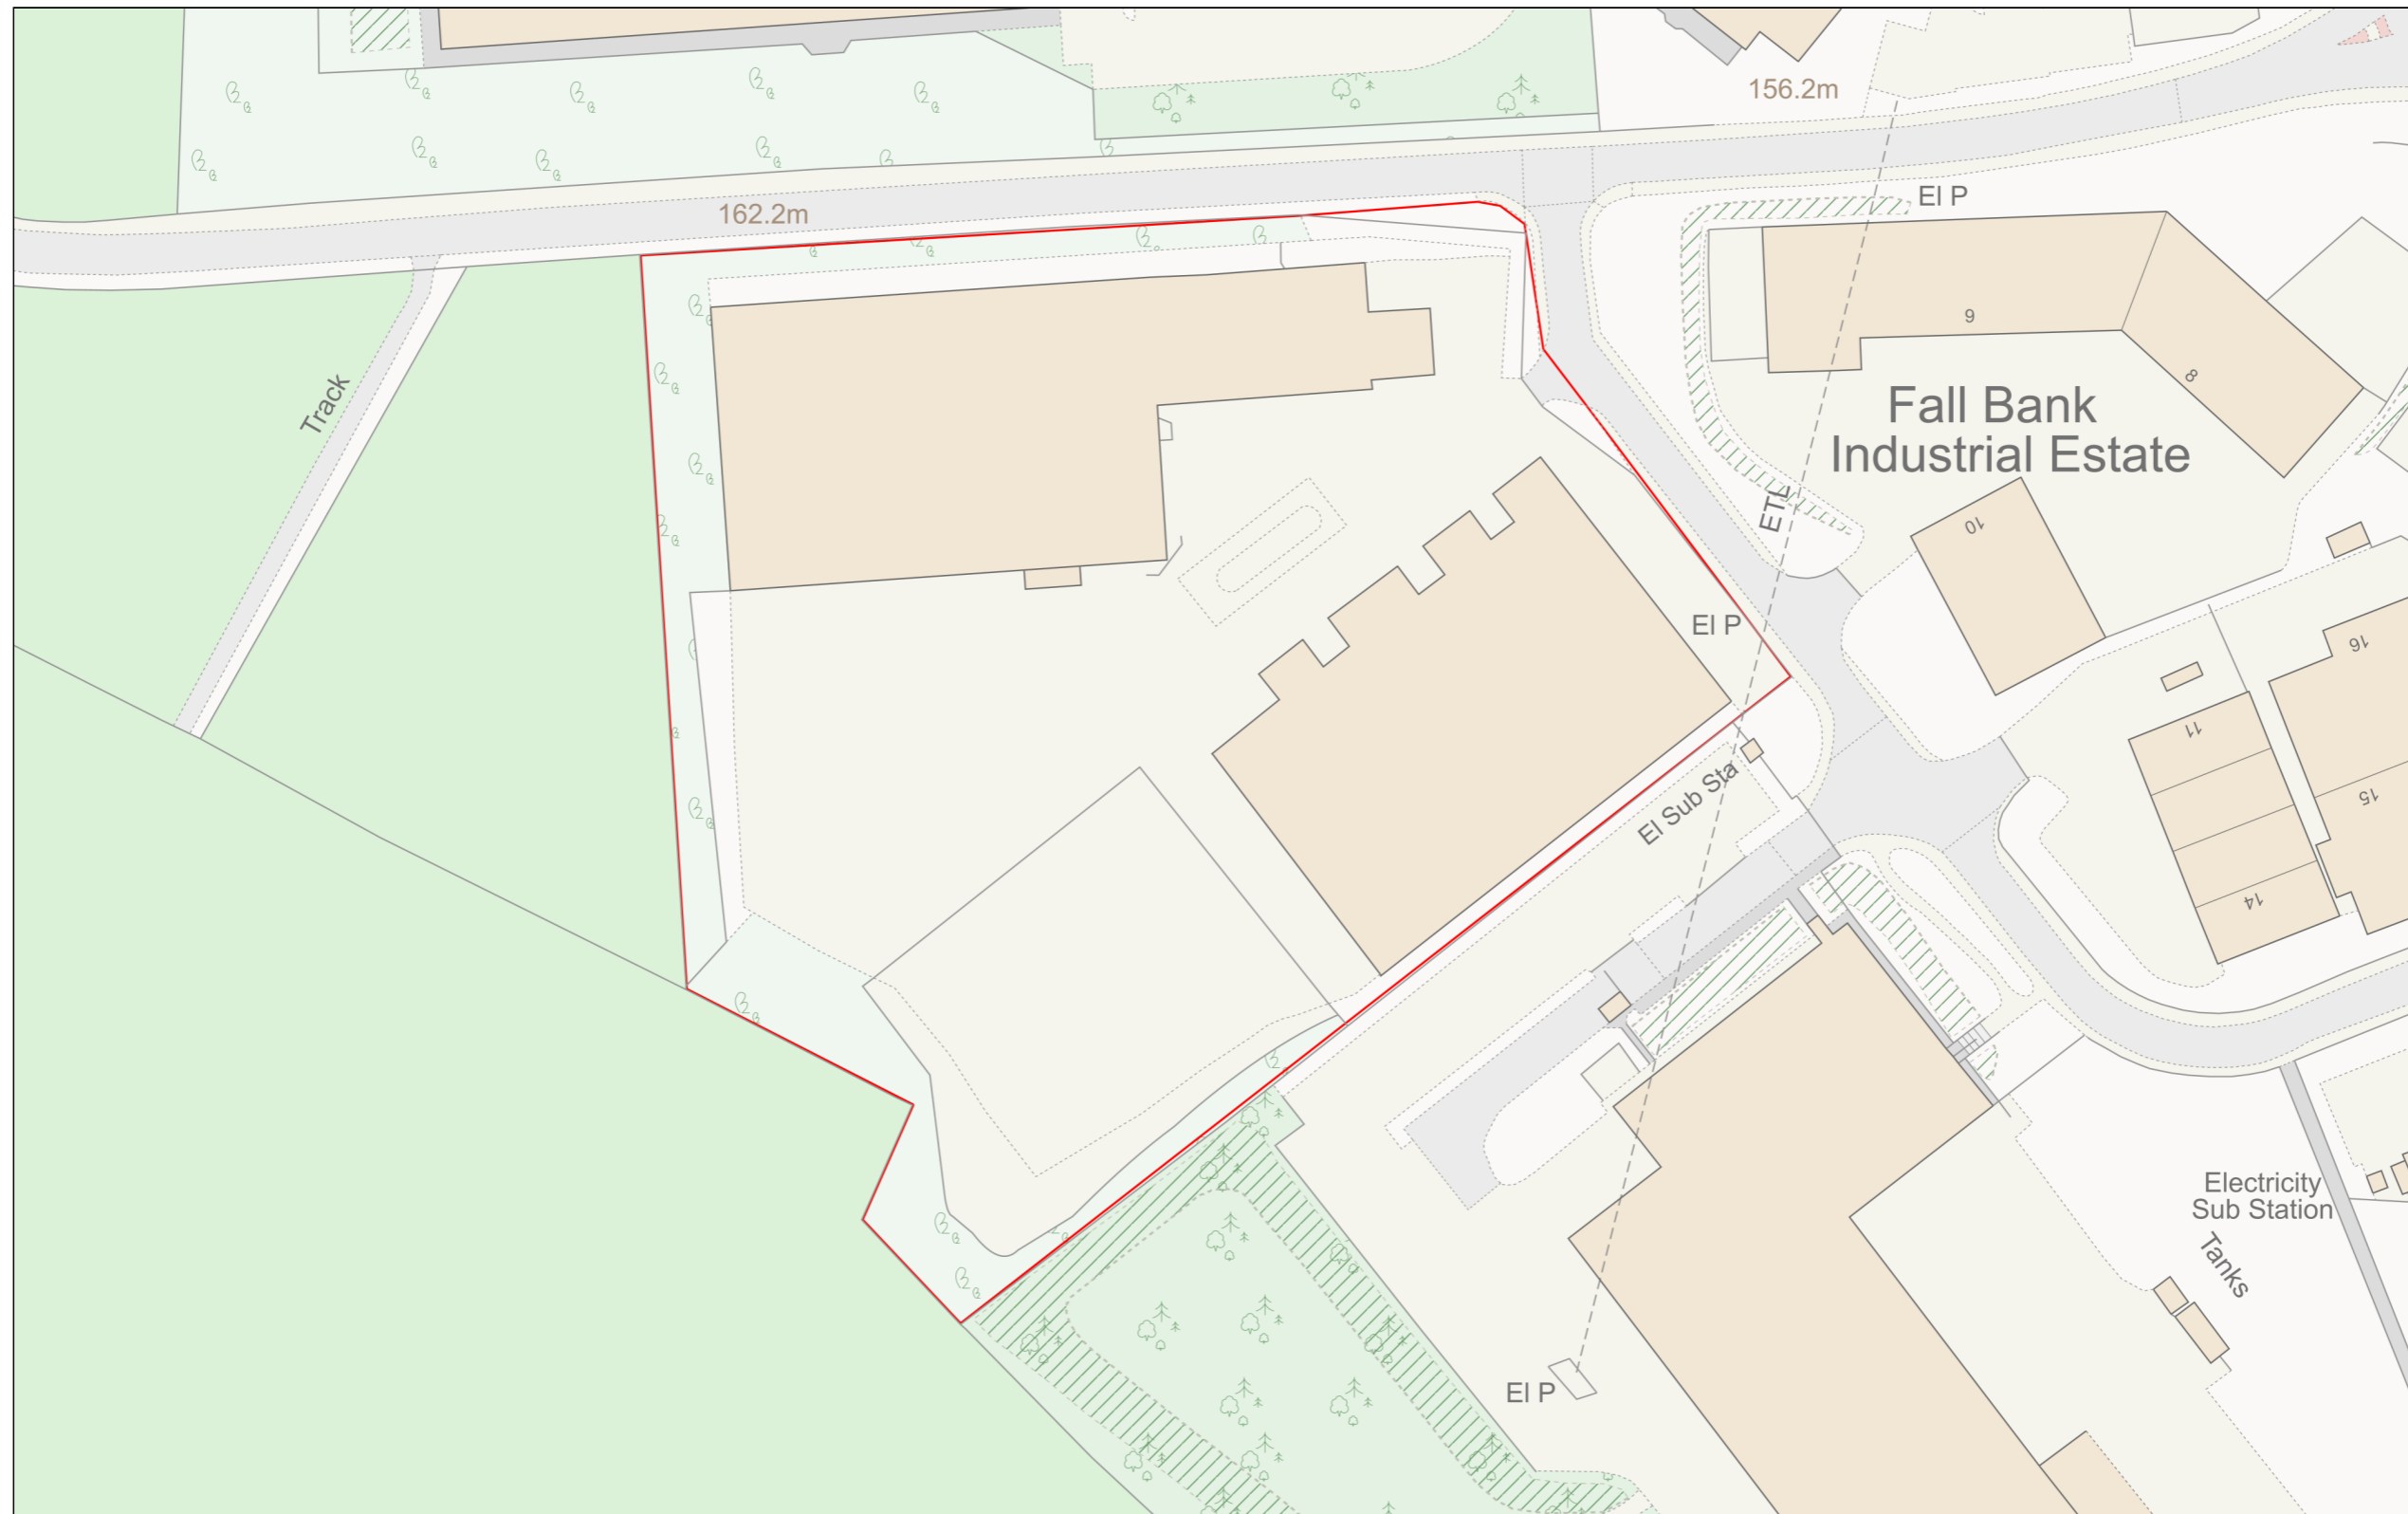 156.2m
El P
162.2m
9
8
Track
Fall Bank
Industrial Estate
ETL
10
El P
16
11
El Sub Sta
15
14
Electricity
Sub Station
Tanks
El P